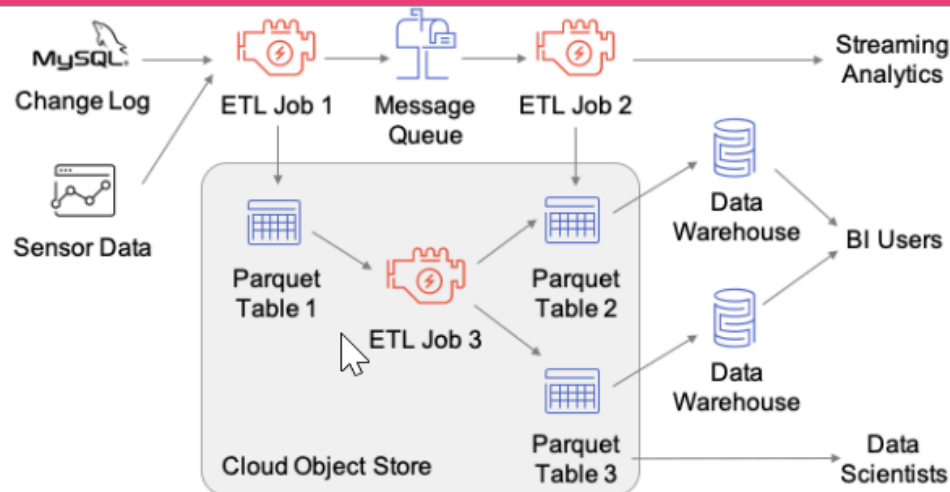 MySQL.
Change Log
Sensor Data
ETL Job 1
Message
Queue
ETL Job 2
Streaming
Analytics
Parquet
Table 1
ETL Job 3
Parquet
Table 2
Parquet
Table 3
Cloud Object Store
Data
Warehouse
Data
Warehouse
BI Users
Data
Scientists